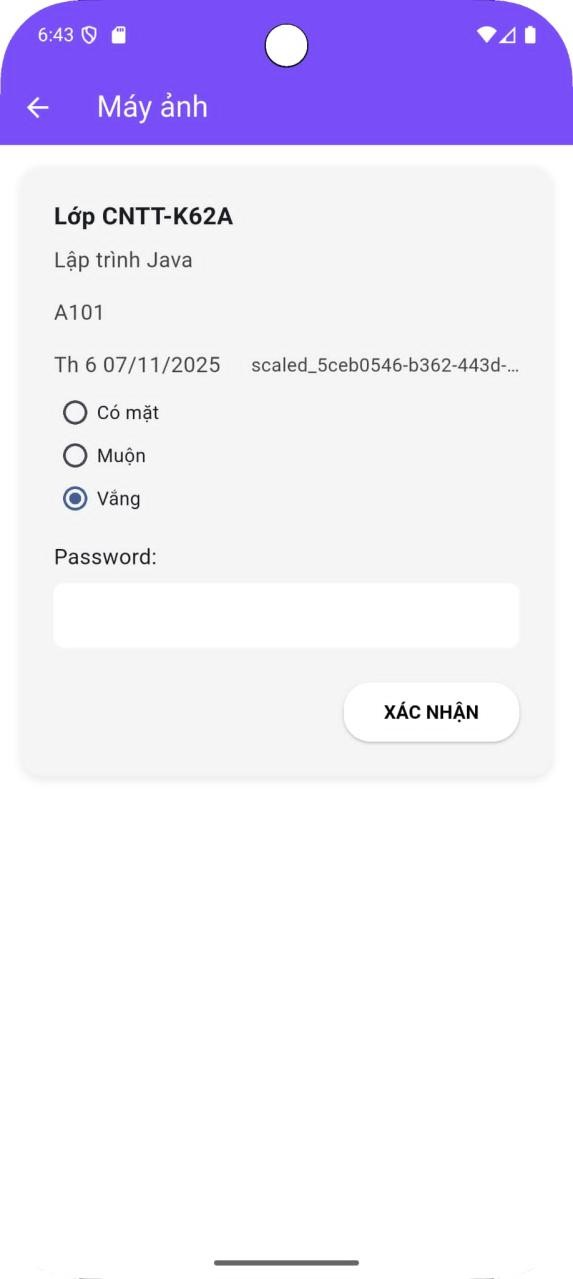 6:43
Máy ảnh
Lớp CNTT-K62A
Lập trình Java
A101
Th 6 07/11/2025 scaled_5ceb0546-b362-443d-...
Có mặt
Muộn
Vắng
Password:
XÁC NHẬN